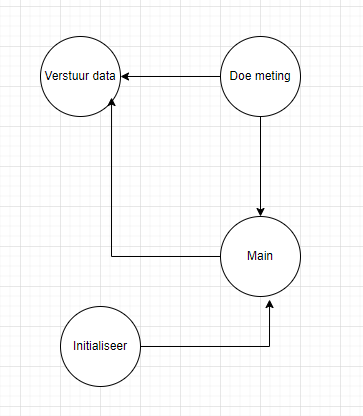 Verstuur data
Doe meting
Main
Initialiseer